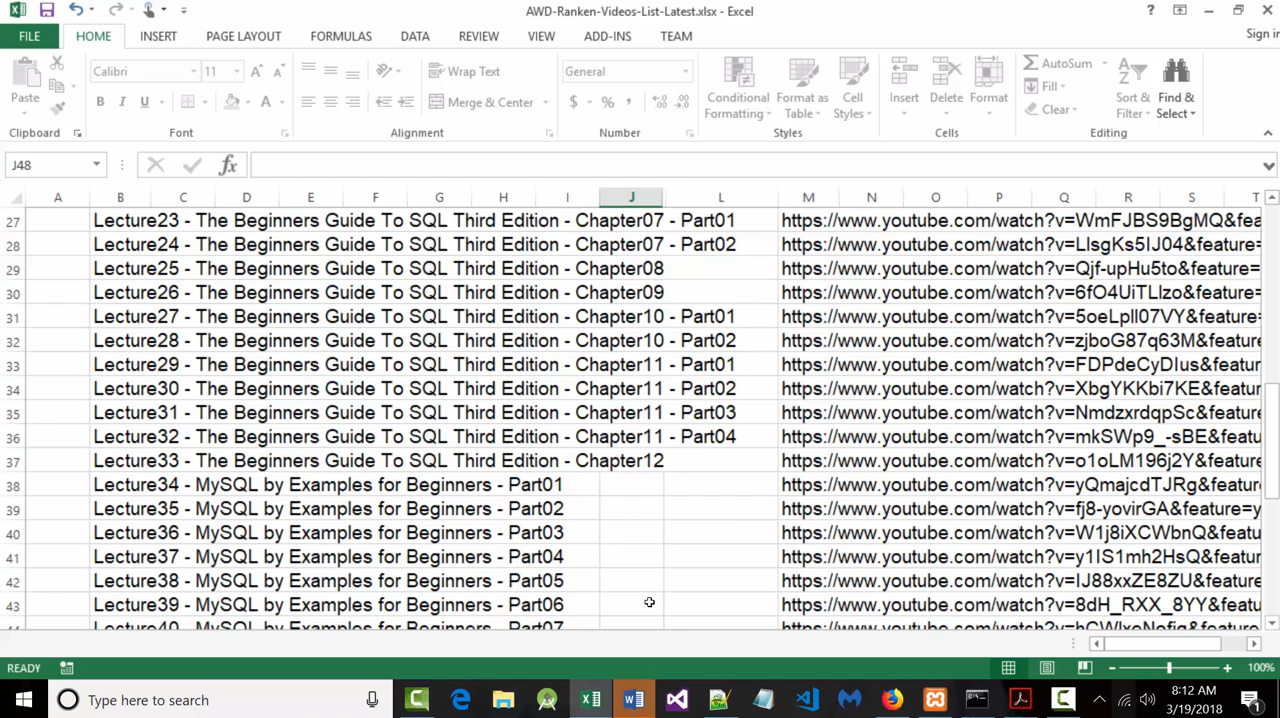 AWD-Ranken-Videos-List-Latest.xlsx - Excel
FILE HOME INSERT PAGE LAYOUT FORMULAS DATA REVIEW VIEW ADD-INS TEAM Sign in
Paste Calibri 11 Wrap Text General Conditional Formatting Format as Table Cell Styles Insert Delete Format AutoSum Sort & Filter Find & Select
B I U Merge & Center $ % Fill Clear
Clipboard Font Alignment Number Styles Cells Editing
J48 fx
A B C D E F G H I J L M N O P Q R S T
27 Lecture23 - The Beginners Guide To SQL Third Edition - Chapter07 - Part01 https://www.youtube.com/watch?v=WmFJBS9BgMQ&fea
28 Lecture24 - The Beginners Guide To SQL Third Edition - Chapter07 - Part02 https://www.youtube.com/watch?v=LlsgKs5IJ04&feature=
29 Lecture25 - The Beginners Guide To SQL Third Edition - Chapter08 https://www.youtube.com/watch?v=Qjf-upHu5to&feature=
30 Lecture26 - The Beginners Guide To SQL Third Edition - Chapter09 https://www.youtube.com/watch?v=6fO4UiTLlzo&feature=
31 Lecture27 - The Beginners Guide To SQL Third Edition - Chapter10 - Part01 https://www.youtube.com/watch?v=5oeLpll07VY&feature=
32 Lecture28 - The Beginners Guide To SQL Third Edition - Chapter10 - Part02 https://www.youtube.com/watch?v=zjboG87q63M&feature=
33 Lecture29 - The Beginners Guide To SQL Third Edition - Chapter11 - Part01 https://www.youtube.com/watch?v=FDPdeCyDIus&feature=
34 Lecture30 - The Beginners Guide To SQL Third Edition - Chapter11 - Part02 https://www.youtube.com/watch?v=XbgYKKbi7KE&featur
35 Lecture31 - The Beginners Guide To SQL Third Edition - Chapter11 - Part03 https://www.youtube.com/watch?v=NmdzxrdqpSc&featur
36 Lecture32 - The Beginners Guide To SQL Third Edition - Chapter11 - Part04 https://www.youtube.com/watch?v=mkSWp9_-sBE&featur
37 Lecture33 - The Beginners Guide To SQL Third Edition - Chapter12 https://www.youtube.com/watch?v=o1oLM196j2Y&featur
38 Lecture34 - MySQL by Examples for Beginners - Part01 https://www.youtube.com/watch?v=yQmajcdTJRg&featur
39 Lecture35 - MySQL by Examples for Beginners - Part02 https://www.youtube.com/watch?v=fj8-yovirGA&feature=y
40 Lecture36 - MySQL by Examples for Beginners - Part03 https://www.youtube.com/watch?v=W1j8iXCWbnQ&featur
41 Lecture37 - MySQL by Examples for Beginners - Part04 https://www.youtube.com/watch?v=y1IS1mh2HsQ&featur
42 Lecture38 - MySQL by Examples for Beginners - Part05 https://www.youtube.com/watch?v=IJ88xxZE8ZU&featur
43 Lecture39 - MySQL by Examples for Beginners - Part06 https://www.youtube.com/watch?v=8dH_RXX_8YY&featu
Lecture40 - MySQL by Examples for Beginners - Part07
READY 100%
Type here to search 8:12 AM
3/19/2018